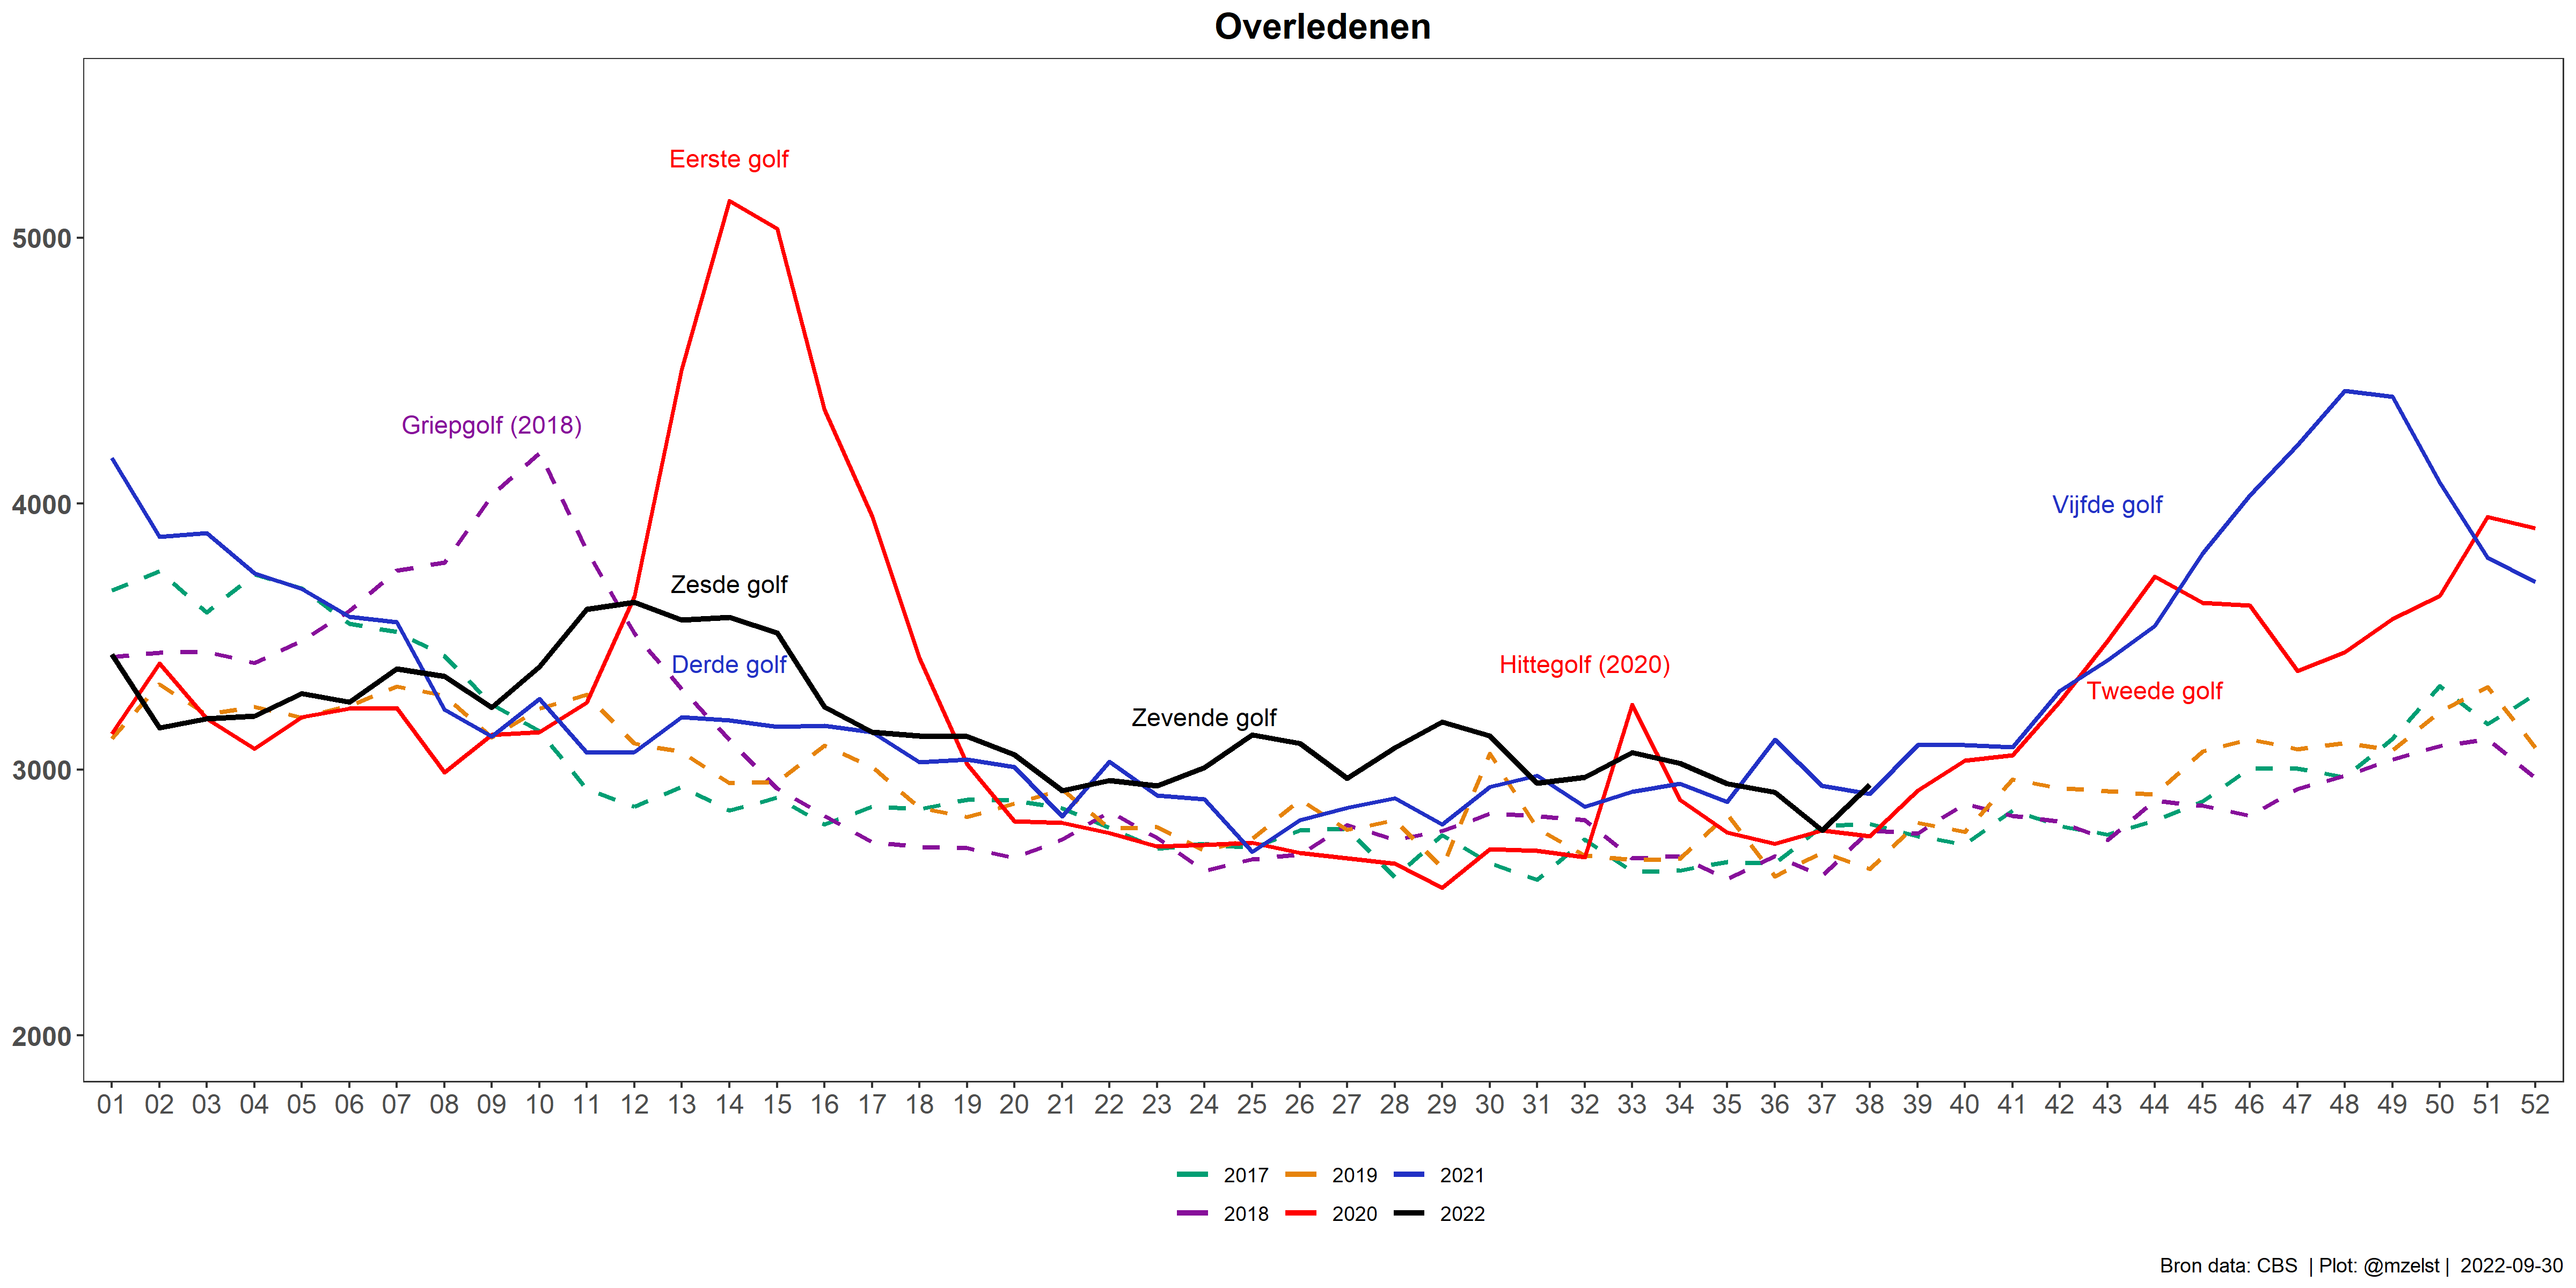 Overledenen
Eerste golf
5000
Griepgolf (2018)
4000
Vijfde golf
Zesde golf
Derde golf
Hittegolf (2020)
Tweede golf
Zevende golf
3000
2000
01 02 03 04 05 06 07 08 09 10 11 12 13 14 15 16 17 18 19 20 21 22 23 24 25 26 27 28 29 30 31 32 33 34 35 36 37 38 39 40 41 42 43 44 45 46 47 48 49 50 51 52
2017 2019 2021
2018 2020 2022
Bron data: CBS | Plot: @mzelst | 2022-09-30